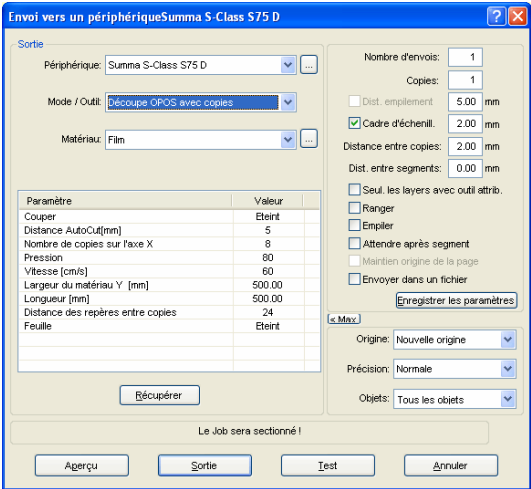 Envoi vers un périphériqueSumma S-Class S75 D
Sortie
Périphérique: Summa S-Class S75 D ...
Mode / Outil: Découpe OPOS avec copies
Matériau: Film ...
Paramètre Valeur
Couper Eteint
Distance AutoCut[mm] 5
Nombre de copies sur l'axe X 8
Pression 80
Vitesse [cm/s] 60
Largeur du matériau Y [mm] 500.00
Longueur [mm] 500.00
Distance des repères entre copies 24
Feuille Eteint
Récupérer
Nombre d'envois: 1
Copies: 1
Dist. empilement 5.00 mm
Cadre d'échenill. 2.00 mm
Distance entre copies: 2.00 mm
Dist. entre segments: 0.00 mm
Seul. les layers avec outil attrib.
Ranger
Empiler
Attendre après segment
Maintien origine de la page
Envoyer dans un fichier
Enregistrer les paramètres
« Max
Origine: Nouvelle origine
Précision: Normale
Objets: Tous les objets
Le Job sera sectionné !
Aperçu Sortie Test Annuler